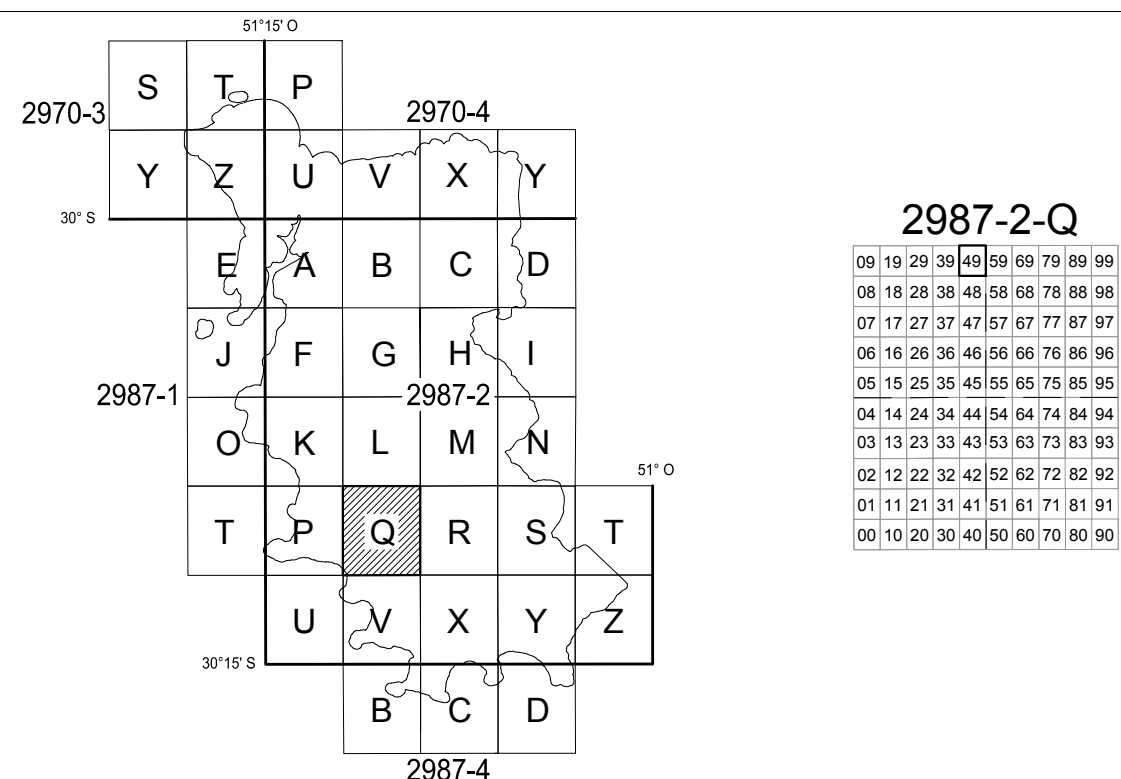 51°15' O
S T P
2970-3 2970-4
Y Z U V X Y
30° S
E A B C D
J F G H I
2987-1 2987-2
O K L M N
51° O
T P Q R S T
U V X Y Z
30°15' S
B C D
2987-4
2987-2-Q
09 19 29 39 49 59 69 79 89 99
08 18 28 38 48 58 68 78 88 98
07 17 27 37 47 57 67 77 87 97
06 16 26 36 46 56 66 76 86 96
05 15 25 35 45 55 65 75 85 95
04 14 24 34 44 54 64 74 84 94
03 13 23 33 43 53 63 73 83 93
02 12 22 32 42 52 62 72 82 92
01 11 21 31 41 51 61 71 81 91
00 10 20 30 40 50 60 70 80 90